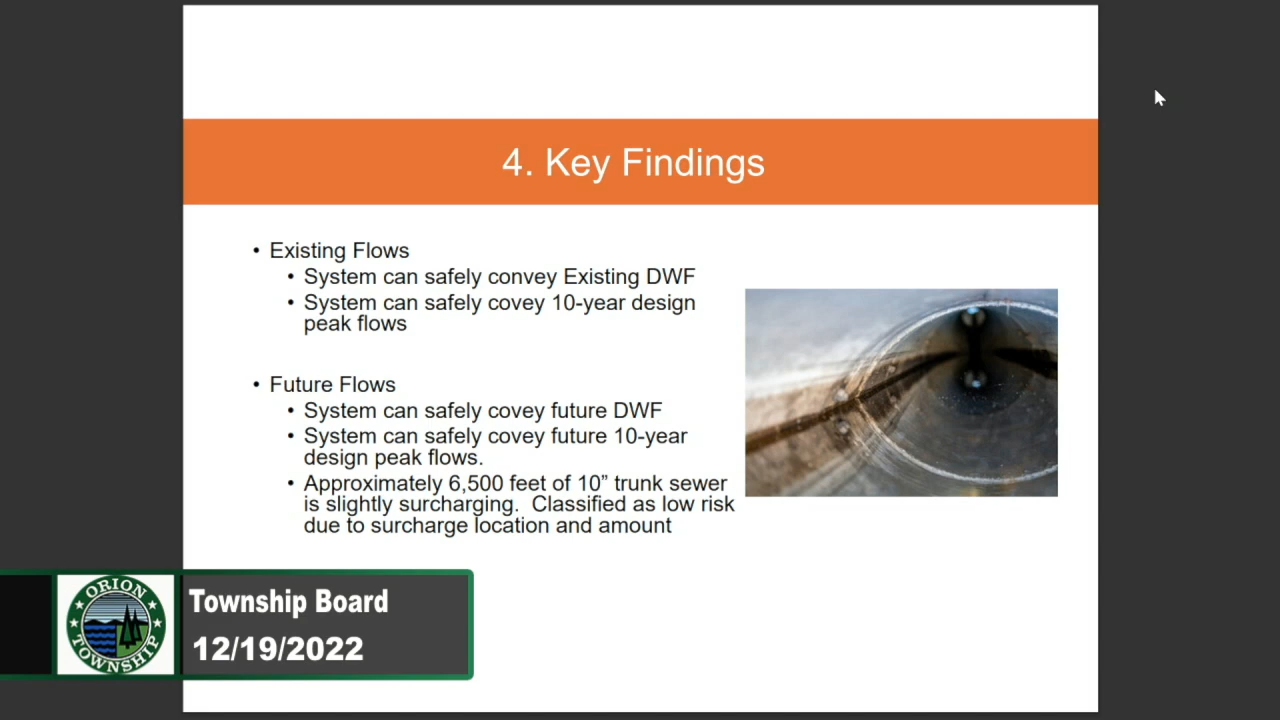 4. Key Findings
• Existing Flows
• System can safely convey Existing DWF
• System can safely covey 10-year design
peak flows
• Future Flows
• System can safely covey future DWF
• System can safely covey future 10-year
design peak flows.
• Approximately 6,500 feet of 10” trunk sewer
is slightly surcharging.  Classified as low risk
due to surcharge location and amount
ORION
TOWNSHIP
Township Board
12/19/2022